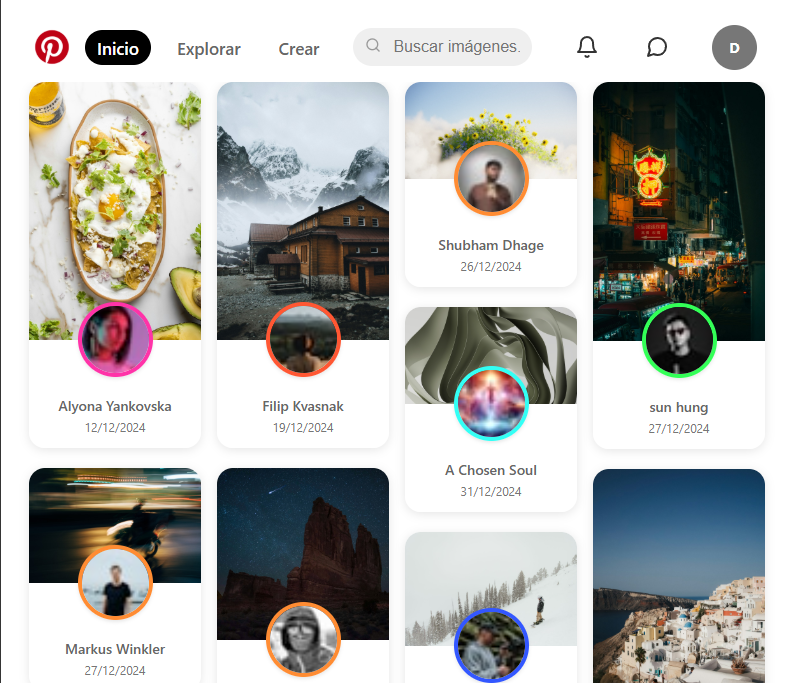 Inicio
Explorar
Crear
Buscar imágenes.
D
Alyona Yankovska
12/12/2024
Filip Kvasnak
19/12/2024
Shubham Dhage
26/12/2024
A Chosen Soul
31/12/2024
sun hung
27/12/2024
Markus Winkler
27/12/2024